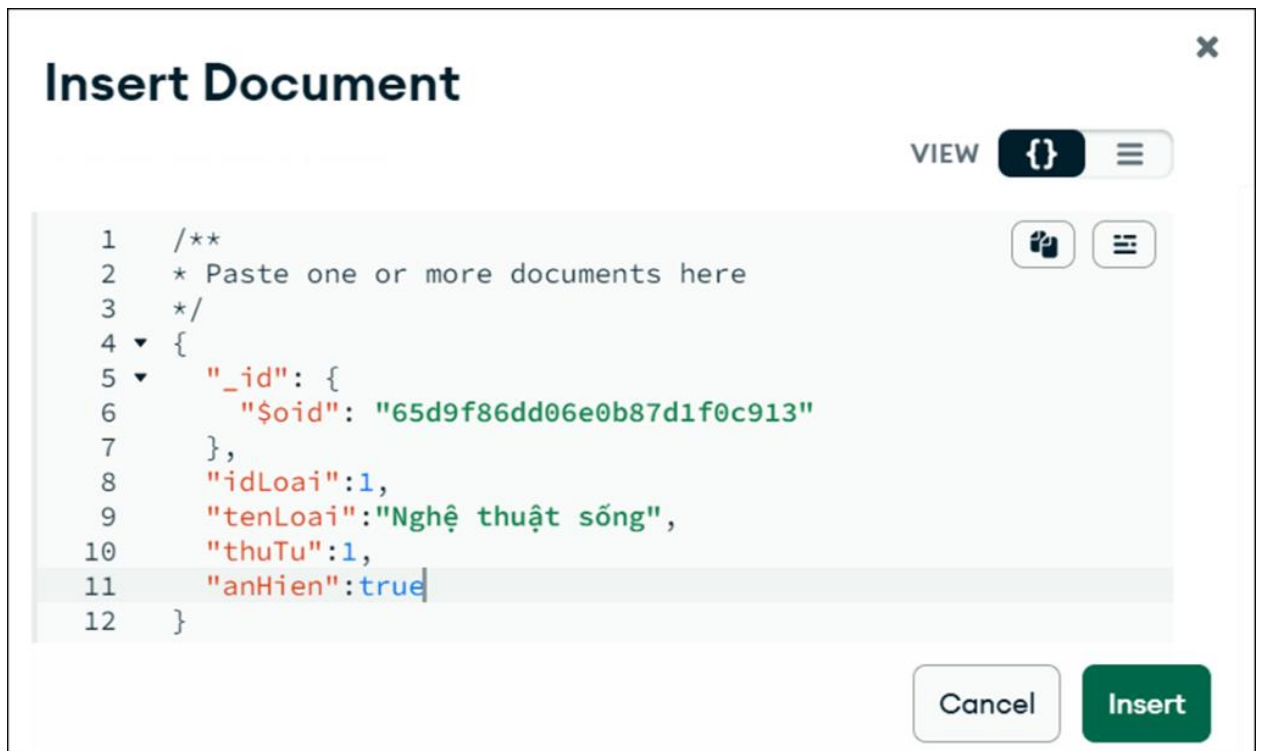 Insert Document
VIEW {}
1 /**
2 * Paste one or more documents here
3 */
4 {
5 "_id": {
6 "$oid": "65d9f86dd06e0b87d1f0c913"
7 },
8 "idLoai":1,
9 "tenLoai":"Nghệ thuật sống",
10 "thuTu":1,
11 "anHien":true
12 }
Cancel Insert